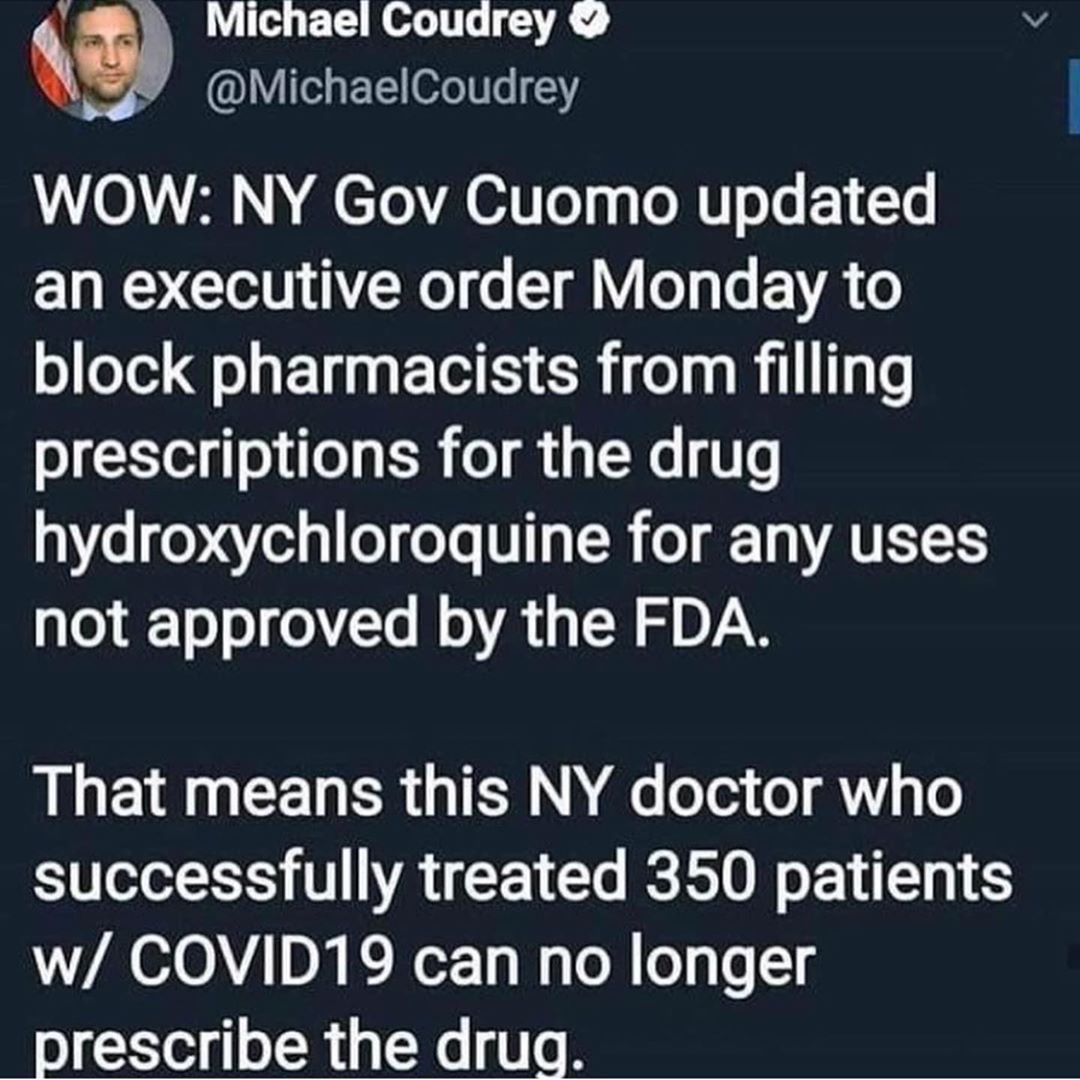 Michael Coudrey
@MichaelCoudrey
WOW: NY Gov Cuomo updated
an executive order Monday to
block pharmacists from filling
prescriptions for the drug
hydroxychloroquine for any uses
not approved by the FDA.
That means this NY doctor who
successfully treated 350 patients
w/ COVID19 can no longer
prescribe the drug.